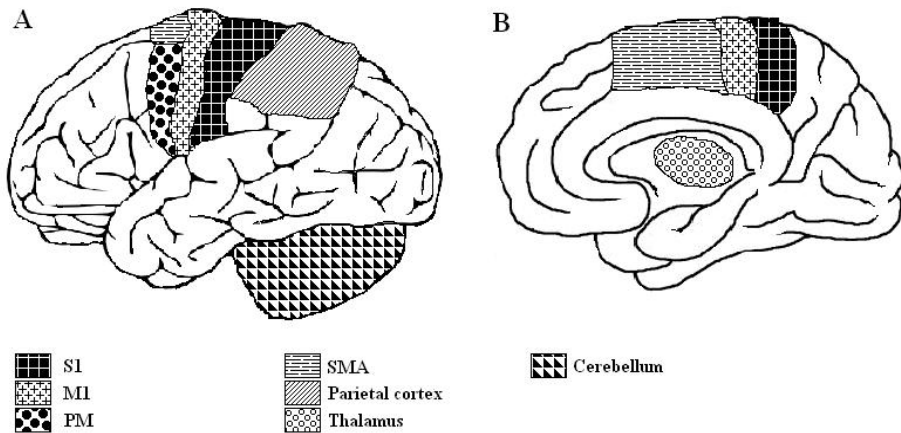 A
B
S1
M1
PM
SMA
Parietal cortex
Thalamus
Cerebellum